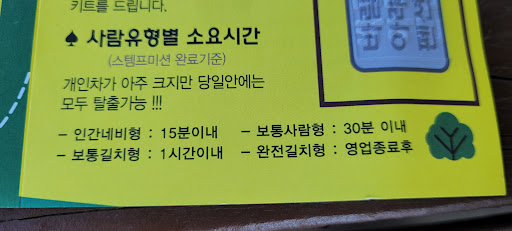 키트를 드립니다.
♠ 사람유형별 소요시간
(스템프미션 완료기준)
개인차가 아주 크지만 당일안에는
모두 탈출가능 !!!
- 인간네비형 : 15분이내 - 보통사람형 : 30분 이내
- 보통길치형 : 1시간이내 - 완전길치형 : 영업종료후